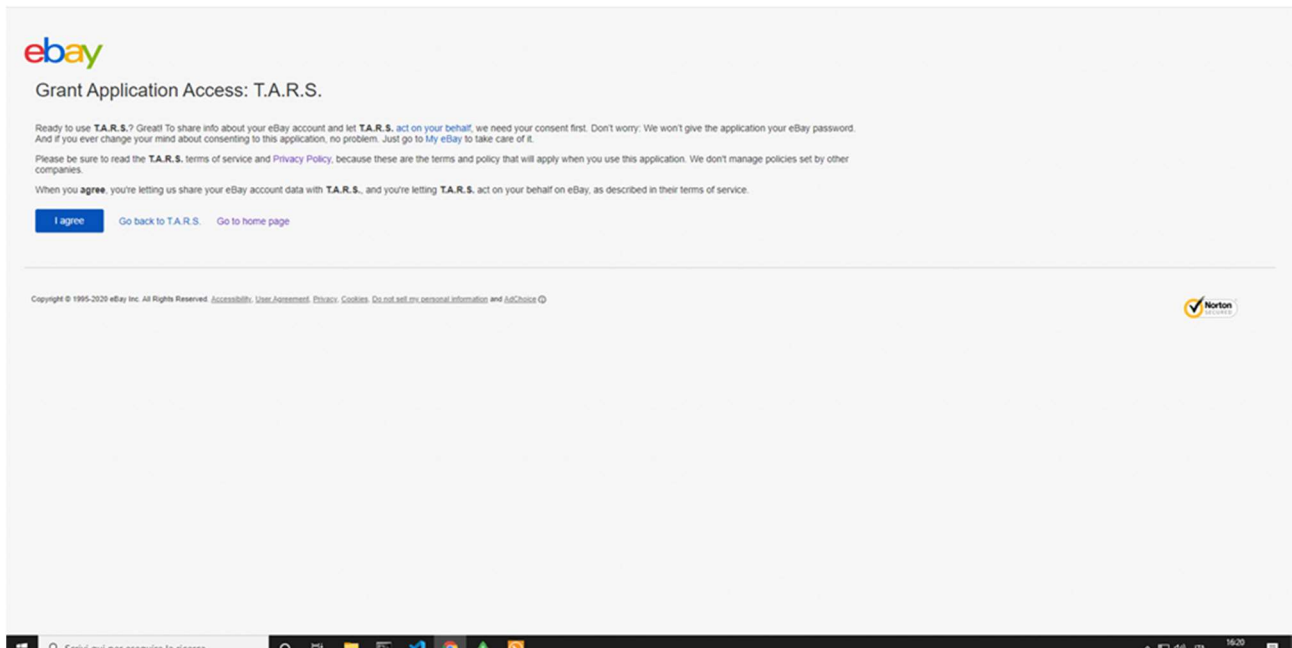 ebay
Grant Application Access: T.A.R.S.
Ready to use T.A.R.S.? Great! To share info about your eBay account and let T.A.R.S. act on your behalf, we need your consent first. Don't worry: We won't give the application your eBay password.
And if you ever change your mind about consenting to this application, no problem. Just go to My eBay to take care of it.
Please be sure to read the T.A.R.S. terms of service and Privacy Policy, because these are the terms and policy that will apply when you use this application. We don't manage policies set by other
companies.
When you agree, you're letting us share your eBay account data with T.A.R.S., and you're letting T.A.R.S. act on your behalf on eBay, as described in their terms of service.
I agree Go back to T.A.R.S. Go to home page
Copyright © 1995-2020 eBay Inc. All Rights Reserved. Accessibility, User Agreement, Privacy, Cookies, Do not sell my personal information and AdChoice
Norton
SECURED
Scrivi qui per eseguire la ricerca
16:20